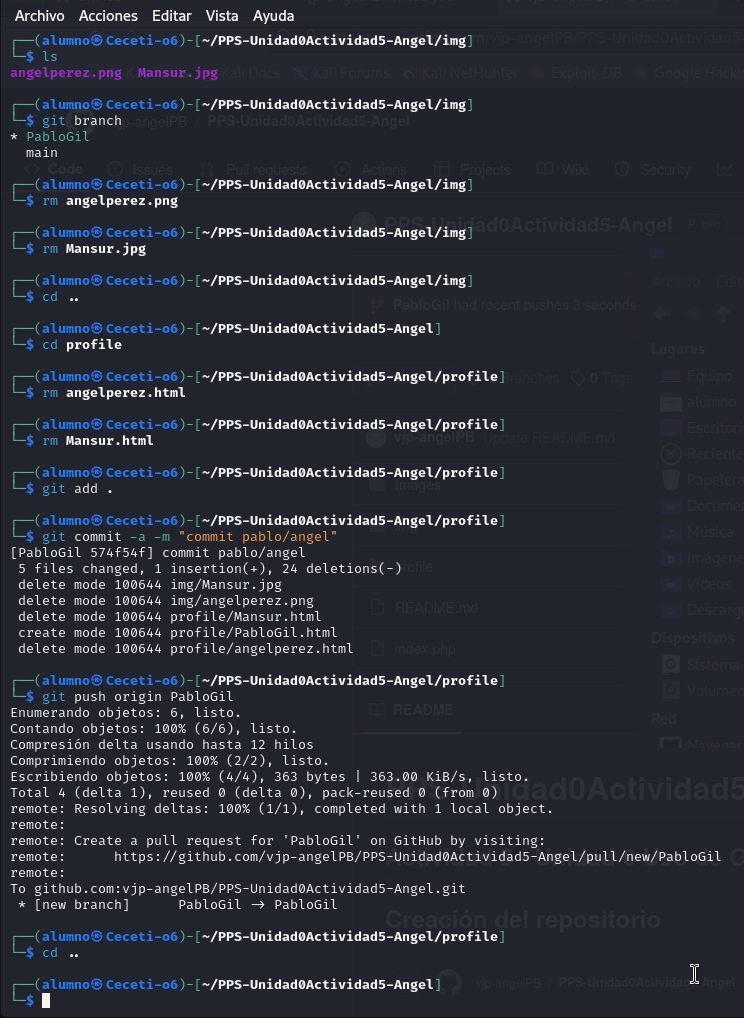 Archivo Acciones Editar Vista Ayuda
┌──(alumno㉿Ceceti-o6)-[~/PPS-Unidad0Actividad5-Angel/img]
└─$ ls
angelperez.png Mansur.jpg
┌──(alumno㉿Ceceti-o6)-[~/PPS-Unidad0Actividad5-Angel/img]
└─$ git branch
* PabloGil
  main
┌──(alumno㉿Ceceti-o6)-[~/PPS-Unidad0Actividad5-Angel/img]
└─$ rm angelperez.png
┌──(alumno㉿Ceceti-o6)-[~/PPS-Unidad0Actividad5-Angel/img]
└─$ rm Mansur.jpg
┌──(alumno㉿Ceceti-o6)-[~/PPS-Unidad0Actividad5-Angel/img]
└─$ cd ..
┌──(alumno㉿Ceceti-o6)-[~/PPS-Unidad0Actividad5-Angel]
└─$ cd profile
┌──(alumno㉿Ceceti-o6)-[~/PPS-Unidad0Actividad5-Angel/profile]
└─$ rm angelperez.html
┌──(alumno㉿Ceceti-o6)-[~/PPS-Unidad0Actividad5-Angel/profile]
└─$ rm Mansur.html
┌──(alumno㉿Ceceti-o6)-[~/PPS-Unidad0Actividad5-Angel/profile]
└─$ git add .
┌──(alumno㉿Ceceti-o6)-[~/PPS-Unidad0Actividad5-Angel/profile]
└─$ git commit -a -m "commit pablo/angel"
[PabloGil 574f54f] commit pablo/angel
 5 files changed, 1 insertion(+), 24 deletions(-)
 delete mode 100644 img/Mansur.jpg
 delete mode 100644 img/angelperez.png
 delete mode 100644 profile/Mansur.html
 create mode 100644 profile/PabloGil.html
 delete mode 100644 profile/angelperez.html
┌──(alumno㉿Ceceti-o6)-[~/PPS-Unidad0Actividad5-Angel/profile]
└─$ git push origin PabloGil
Enumerando objetos: 6, listo.
Contando objetos: 100% (6/6), listo.
Compresión delta usando hasta 12 hilos
Comprimiendo objetos: 100% (2/2), listo.
Escribiendo objetos: 100% (4/4), 363 bytes | 363.00 KiB/s, listo.
Total 4 (delta 1), reused 0 (delta 0), pack-reused 0 (from 0)
remote: Resolving deltas: 100% (1/1), completed with 1 local object.
remote:
remote: Create a pull request for 'PabloGil' on GitHub by visiting:
remote:      https://github.com/vjp-angelPB/PPS-Unidad0Actividad5-Angel/pull/new/PabloGil
remote:
To github.com:vjp-angelPB/PPS-Unidad0Actividad5-Angel.git
 * [new branch]      PabloGil -> PabloGil
┌──(alumno㉿Ceceti-o6)-[~/PPS-Unidad0Actividad5-Angel/profile]
└─$ cd ..
┌──(alumno㉿Ceceti-o6)-[~/PPS-Unidad0Actividad5-Angel]
└─$